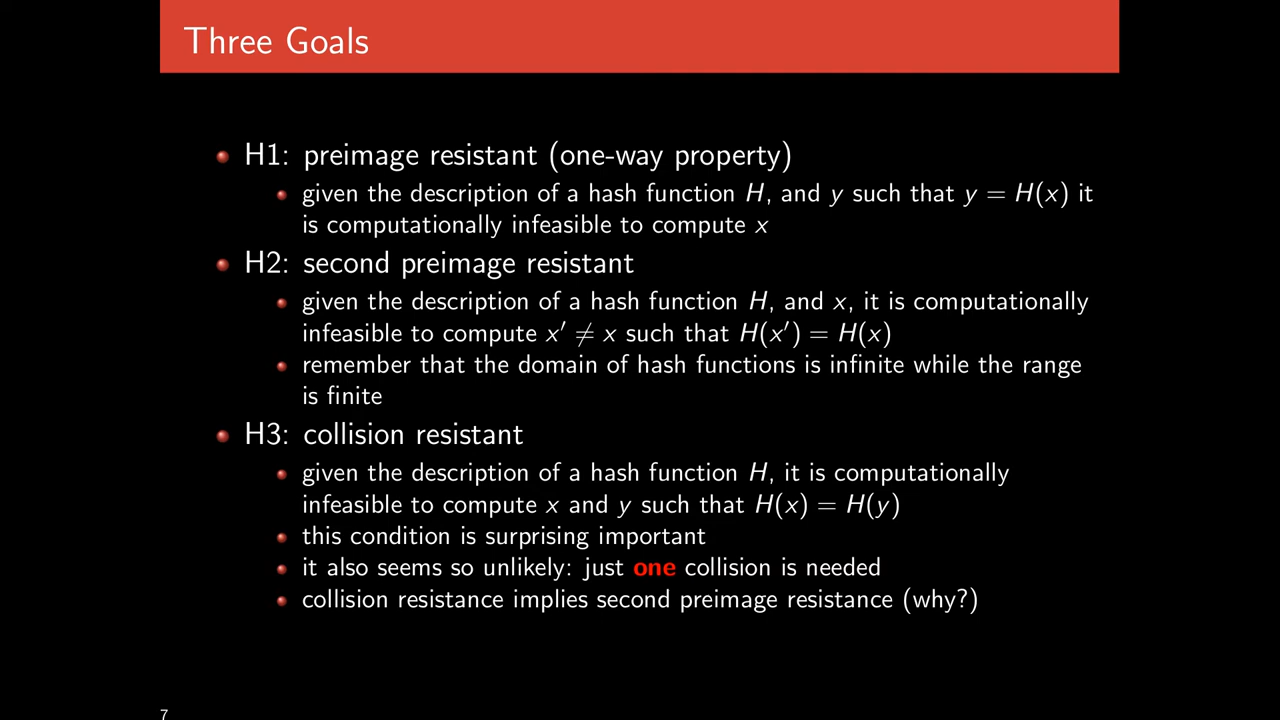 Three Goals
H1: preimage resistant (one-way property)
given the description of a hash function H, and y such that y = H(x) it
is computationally infeasible to compute x
H2: second preimage resistant
given the description of a hash function H, and x, it is computationally
infeasible to compute x′ ≠ x such that H(x′) = H(x)
remember that the domain of hash functions is infinite while the range
is finite
H3: collision resistant
given the description of a hash function H, it is computationally
infeasible to compute x and y such that H(x) = H(y)
this condition is surprising important
it also seems so unlikely: just one collision is needed
collision resistance implies second preimage resistance (why?)
7